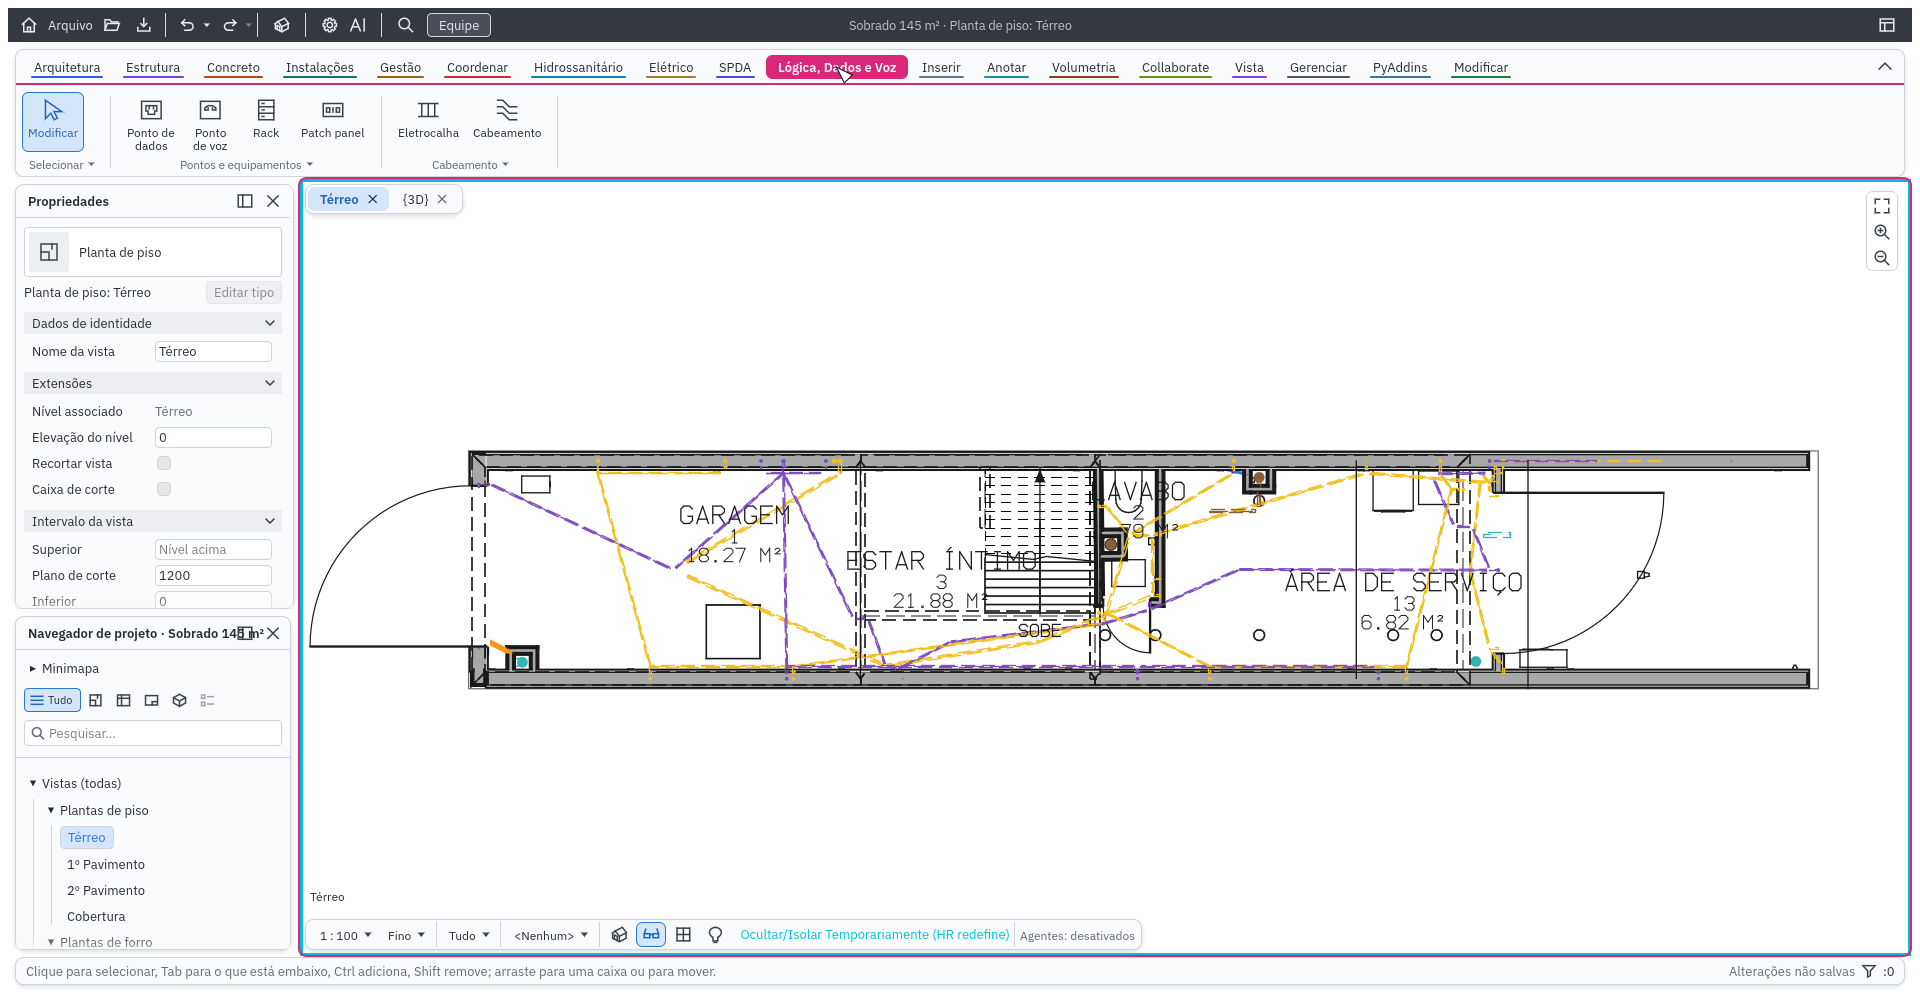 Arquivo
Equipe
Sobrado 145 m² · Planta de piso: Térreo
Arquitetura Estrutura Concreto Instalações Gestão Coordenar Hidrossanitário Elétrico SPDA Lógica, Dados e Voz Inserir Anotar Volumetria Collaborate Vista Gerenciar PyAddins Modificar
Modificar
Ponto de dados
Ponto de voz
Rack
Patch panel
Eletrocalha
Cabeamento
Selecionar
Pontos e equipamentos
Cabeamento
Propriedades
Planta de piso
Planta de piso: Térreo
Editar tipo
Dados de identidade
Nome da vista Térreo
Extensões
Nível associado Térreo
Elevação do nível 0
Recortar vista
Caixa de corte
Intervalo da vista
Superior Nível acima
Plano de corte 1200
Inferior 0
Navegador de projeto · Sobrado 145 m²
Minimapa
Tudo
Pesquisar...
Vistas (todas)
Plantas de piso
Térreo
1º Pavimento
2º Pavimento
Cobertura
Plantas de forro
Térreo
{3D}
GARAGEM
1
18.27 M²
ESTAR ÍNTIMO
3
21.88 M²
SOBE
LAVABO
2
ÁREA DE SERVIÇO
13
6.82 M²
Térreo
1 : 100
Fino
Tudo
<Nenhum>
Ocultar/Isolar Temporariamente (HR redefine)
Agentes: desativados
Clique para selecionar, Tab para o que está embaixo, Ctrl adiciona, Shift remove; arraste para uma caixa ou para mover.
Alterações não salvas
:0